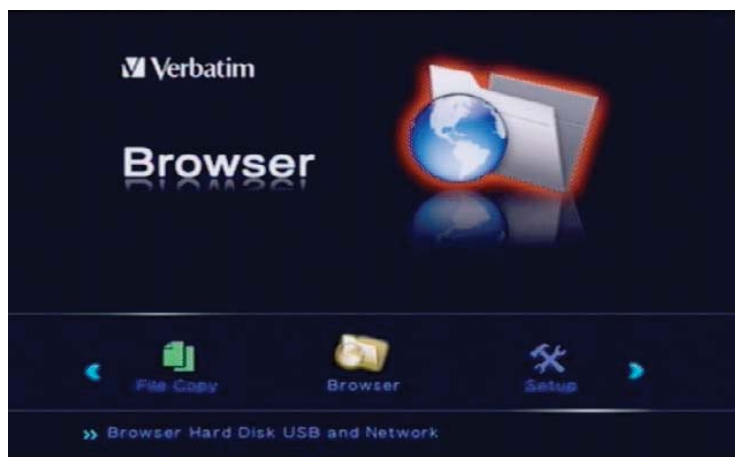 Verbatim
Browser
File Copy
Browser
Setup
Browser Hard Disk USB and Network